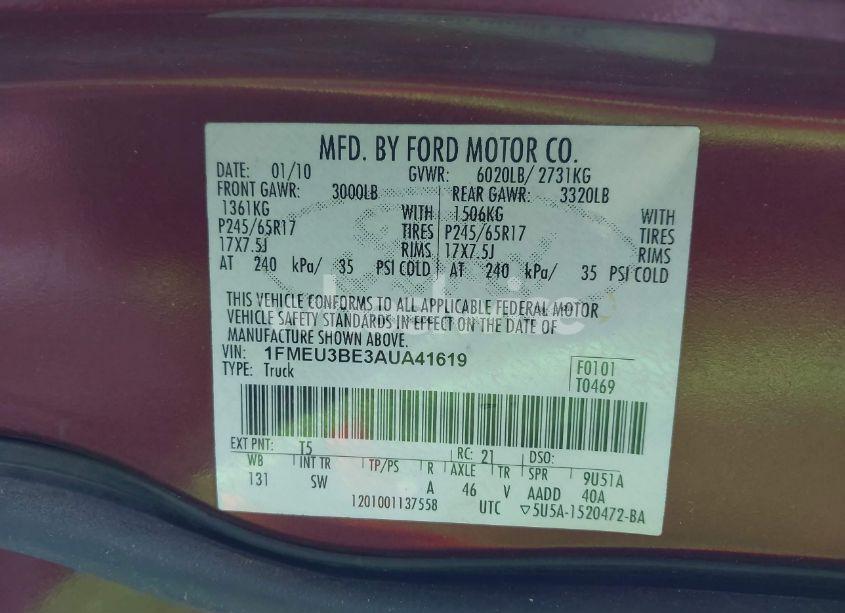 MFD. BY FORD MOTOR CO.
DATE: 01/10 GVWR: 6020LB/ 2731KG
FRONT GAWR: 3000LB REAR GAWR: 3320LB
1361KG WITH 1506KG WITH
P245/65R17 TIRES P245/65R17 TIRES
17X7.5J RIMS 17X7.5J RIMS
AT 240 kPa/ 35 PSI COLD AT 240 kPa/ 35 PSI COLD
THIS VEHICLE CONFORMS TO ALL APPLICABLE FEDERAL MOTOR
VEHICLE SAFETY STANDARDS IN EFFECT ON THE DATE OF
MANUFACTURE SHOWN ABOVE.
VIN: 1FMEU3BE3AUA41619 F0101
TYPE: Truck T0469
EXT PNT: T5 RC: 21 DSO:
WB INT TR TP/PS R AXLE TR SPR 9U51A
131 SW A 46 V AADD 40A
1201001137558 UTC ▽5U5A-1520472-BA